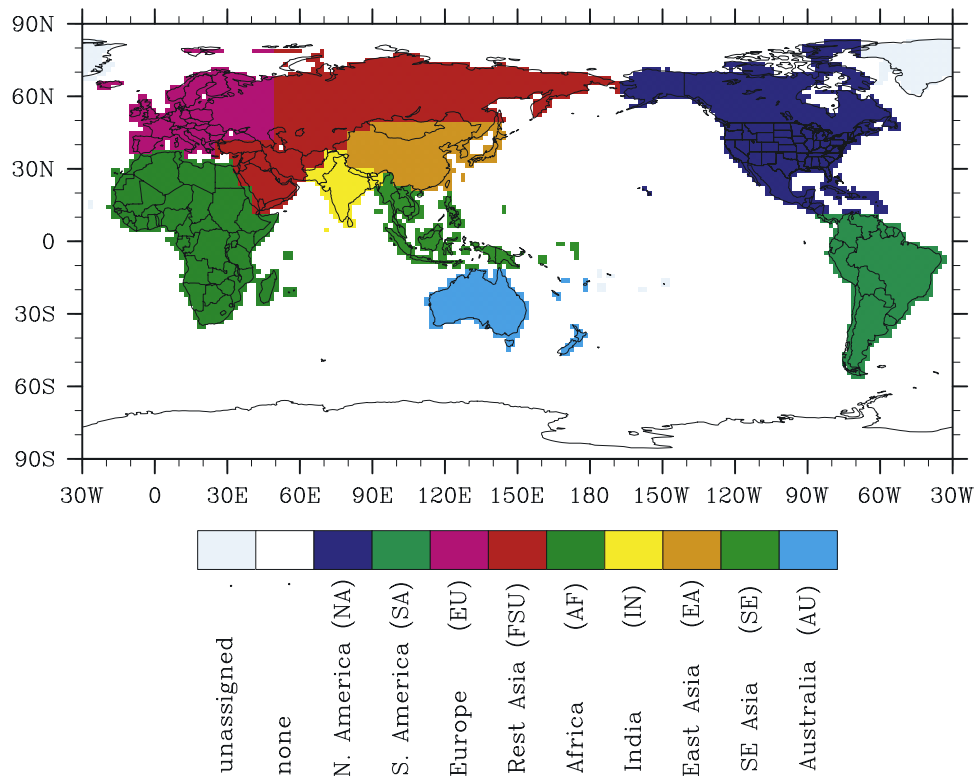 90N
60N
30N
0
30S
60S
90S
30W 0 30E 60E 90E 120E 150E 180 150W 120W 90W 60W 30W
unassigned .
none .
N. America (NA)
S. America (SA)
Europe (EU)
Rest Asia (FSU)
Africa (AF)
India (IN)
East Asia (EA)
SE Asia (SE)
Australia (AU)